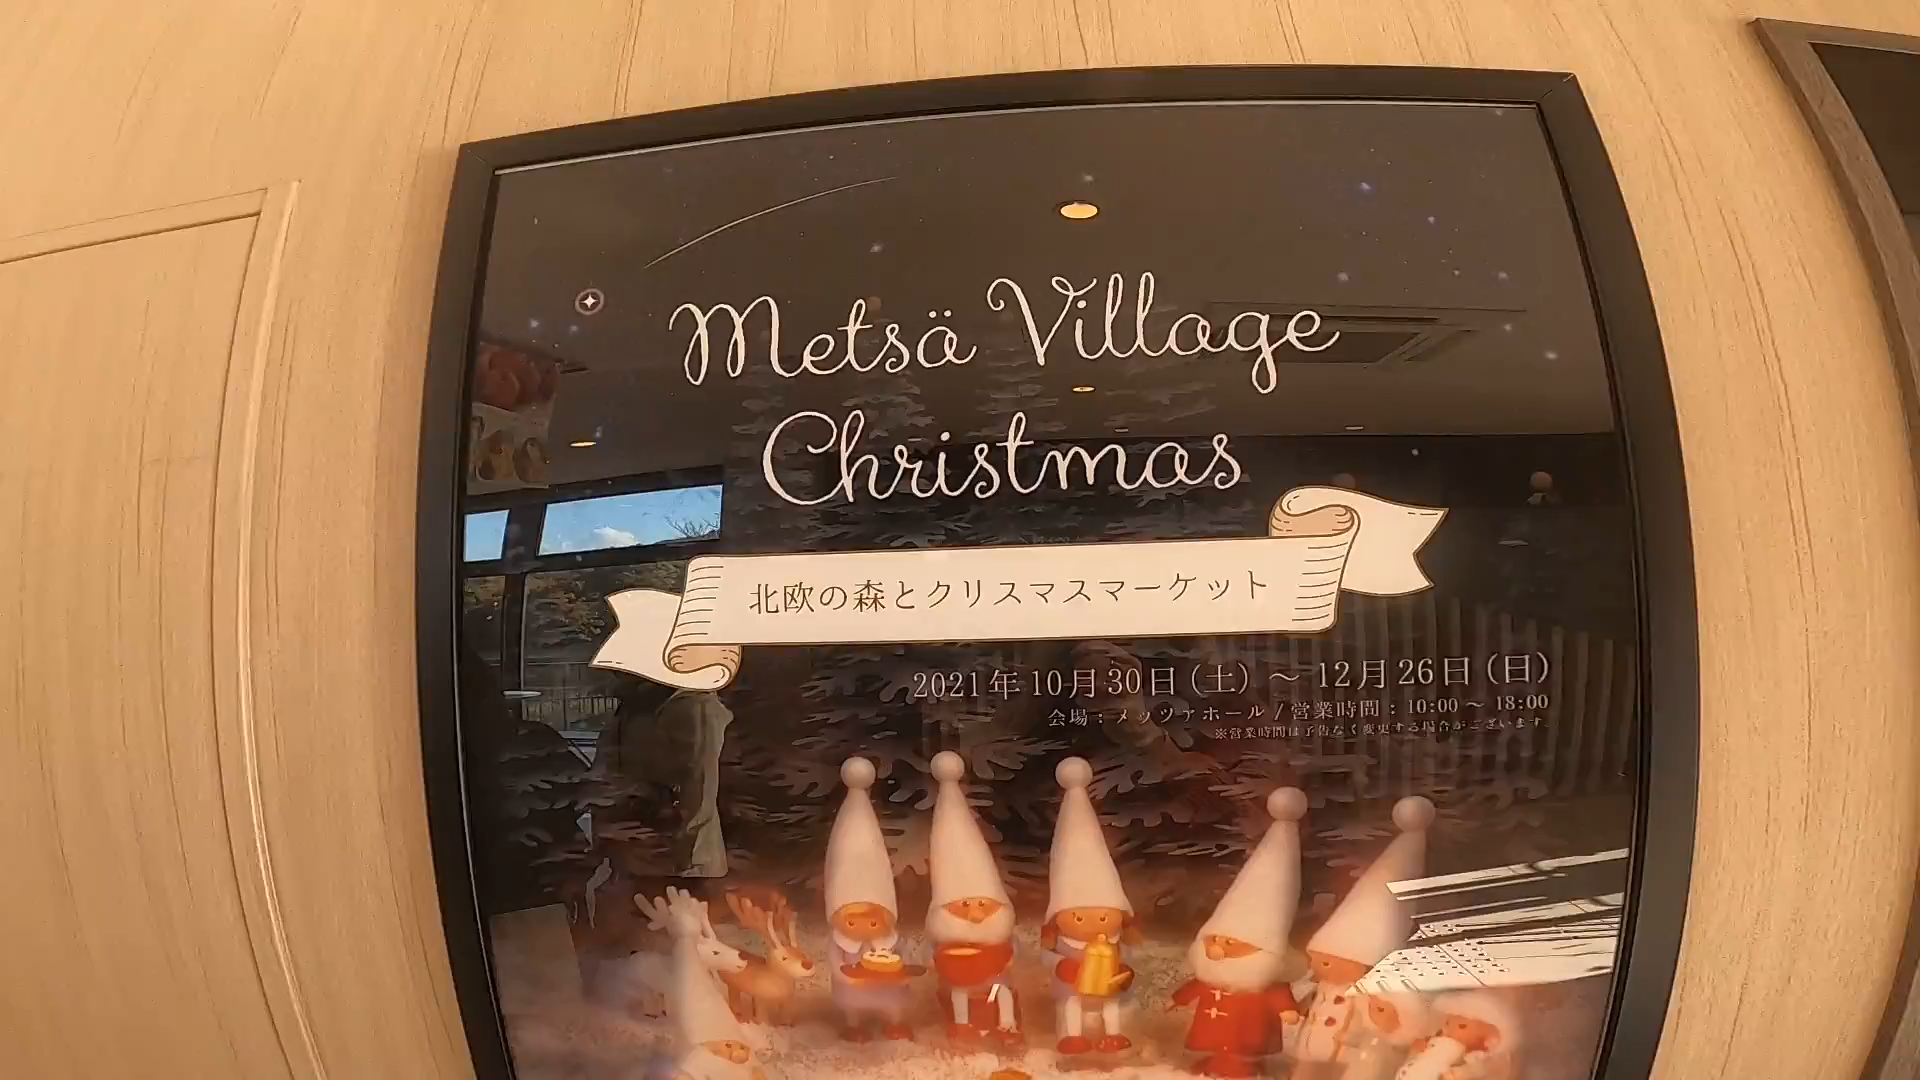 Metsä Village
Christmas
北欧の森とクリスマスマーケット
2021年10月30日(土)～12月26日(日)
会場:メッツァホール/営業時間:10:00～18:00
※営業時間は予告なく変更する場合がございます。